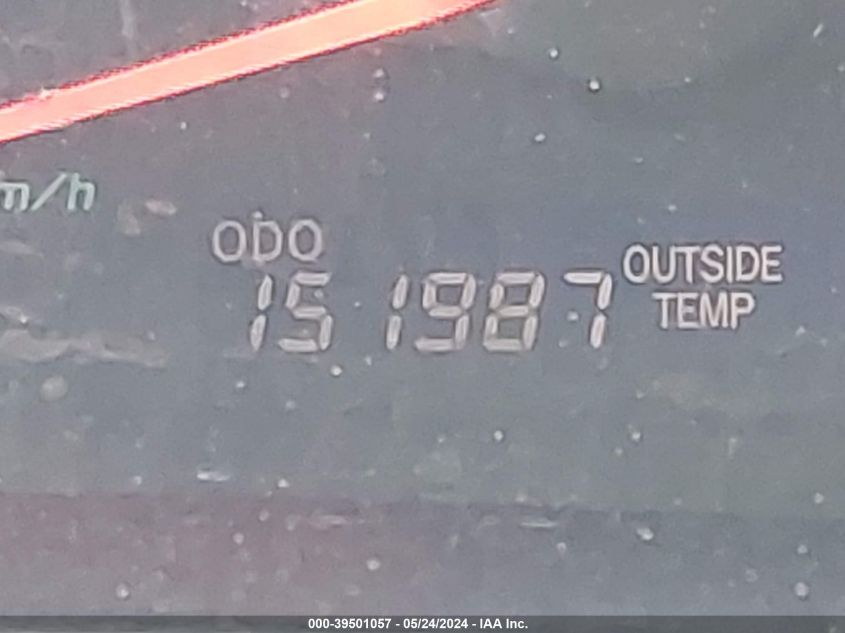 m/h
ODO
151987
OUTSIDE
TEMP
000-39501057 - 05/24/2024 - IAA Inc.